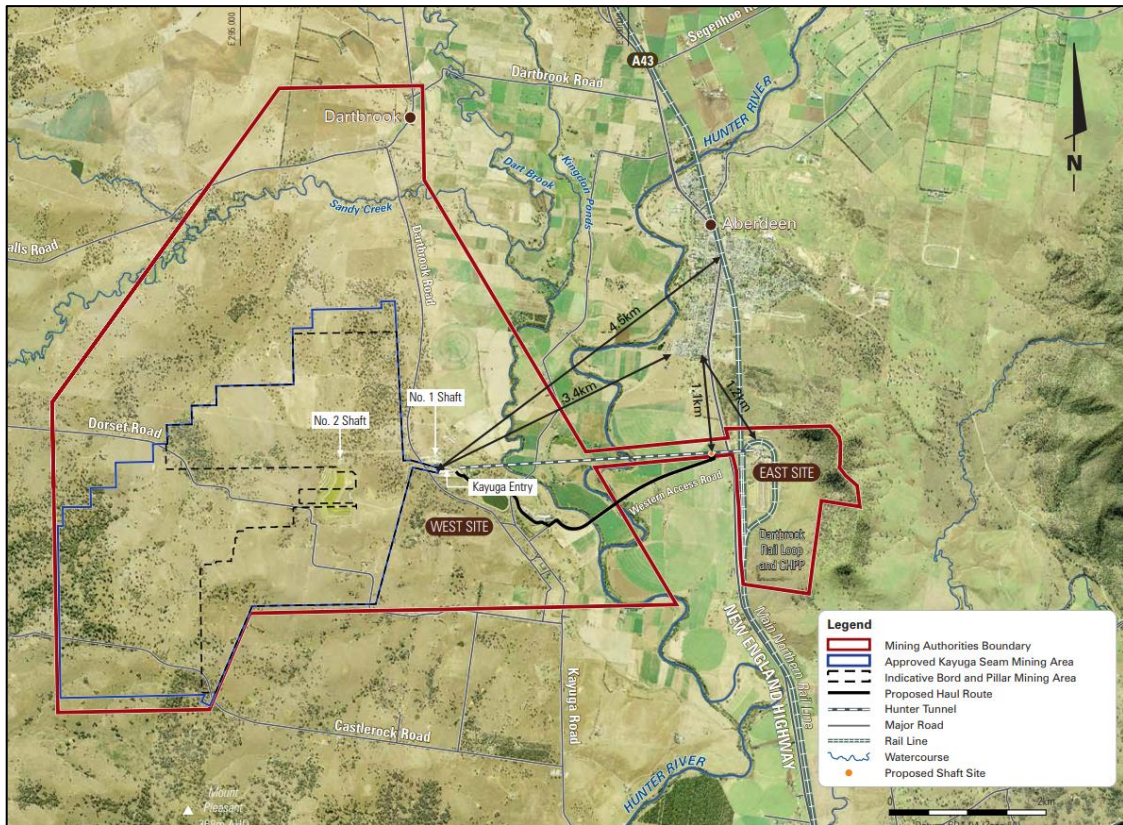 E 295 000
Segenhoe
A43
Dartbrook Road
HUNTER RIVER
Dartbrook
Dart Brook
Kingdon Ponds
N
Sandy Creek
Aberdeen
alls Road
Dartbrook Road
4.5km
3.4km
1.1km
1.2km
No. 1 Shaft
No. 2 Shaft
Dorset Road
Kayuga Entry
EAST SITE
Western Access Road
WEST SITE
Dartbrook
Rail Loop
and CHPP
Main Northern Rail Line
NEW ENGLAND HIGHWAY
Kayuga Road
Castlerock Road
HUNTER RIVER
Mount
Pleasant
Legend
Mining Authorities Boundary
Approved Kayuga Seam Mining Area
Indicative Bord and Pillar Mining Area
Proposed Haul Route
Hunter Tunnel
Major Road
Rail Line
Watercourse
Proposed Shaft Site
0 2km